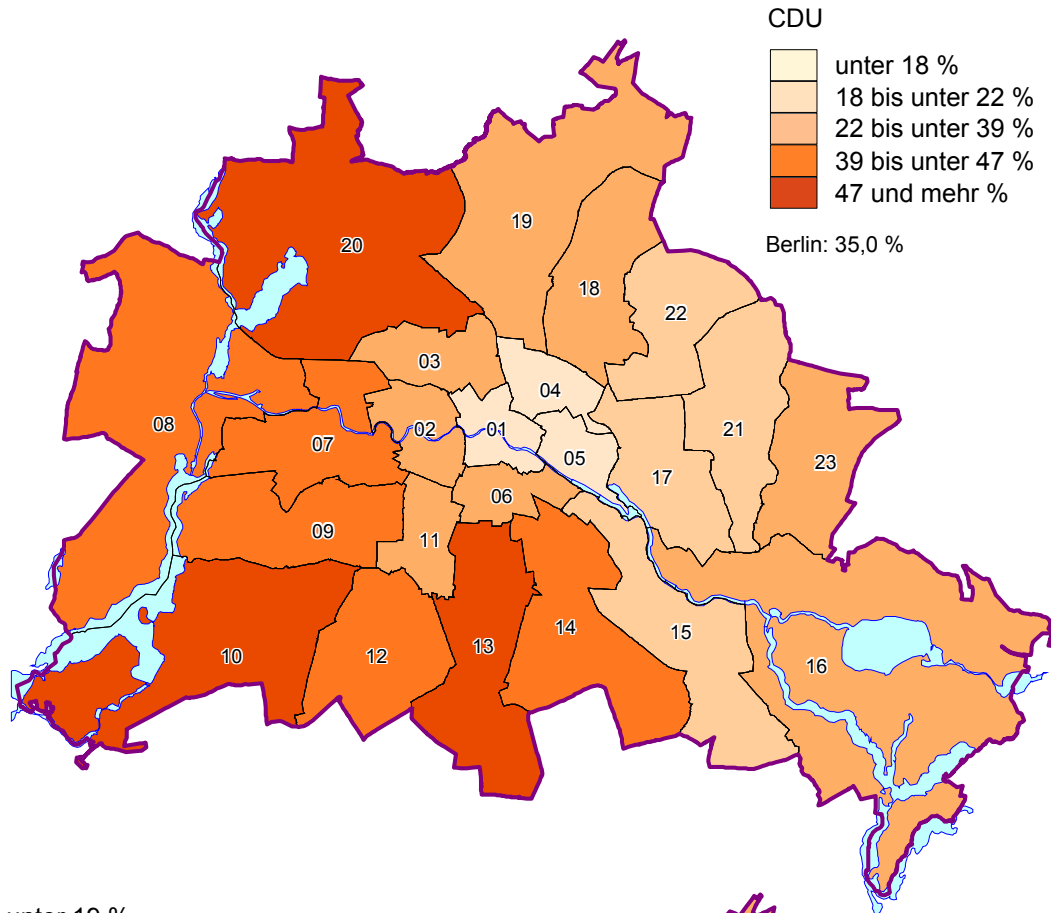 CDU
unter 18 %
18 bis unter 22 %
22 bis unter 39 %
39 bis unter 47 %
47 und mehr %
Berlin: 35,0 %
19
20
18
22
03
04
08
02
01
21
07
05
23
17
06
09
11
14
15
13
10
12
16
unter 19 %